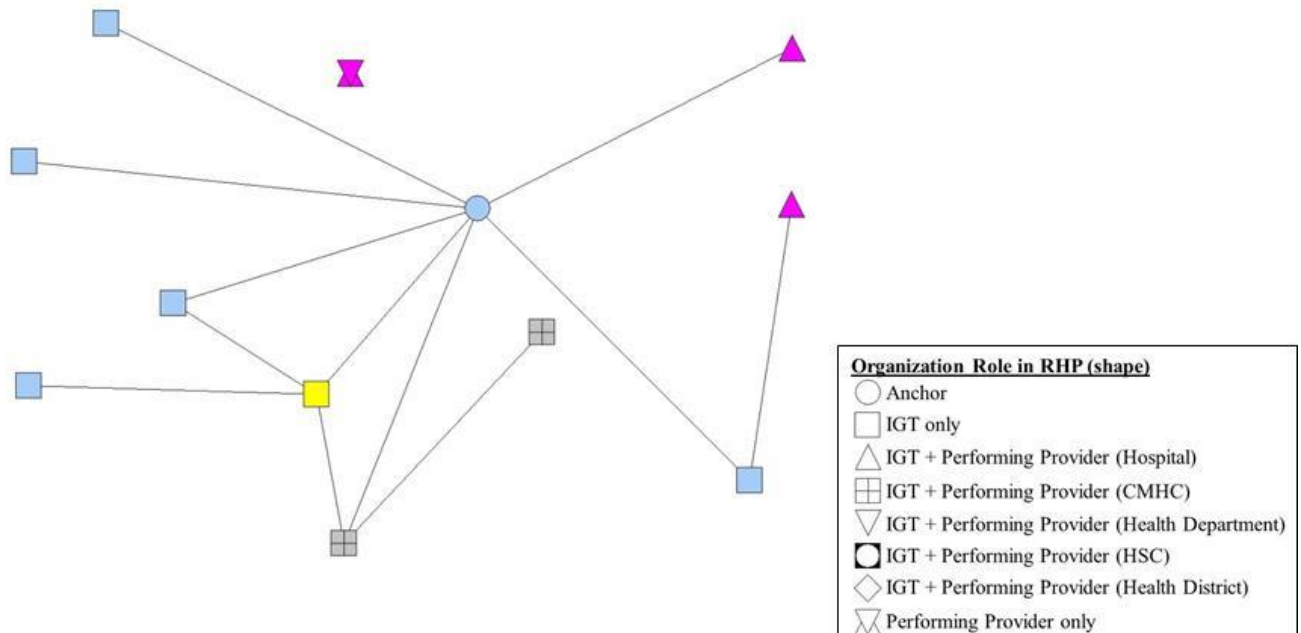 Organization Role in RHP (shape)
Anchor
IGT only
IGT + Performing Provider (Hospital)
IGT + Performing Provider (CMHC)
IGT + Performing Provider (Health Department)
IGT + Performing Provider (HSC)
IGT + Performing Provider (Health District)
Performing Provider only